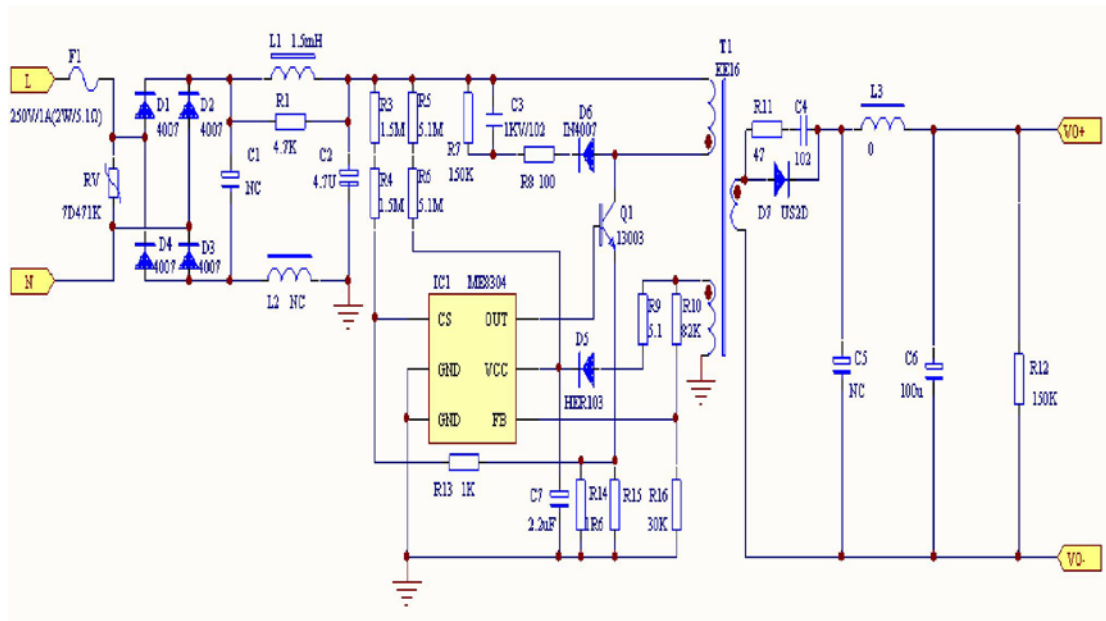 L
N
F1
250V/1A(2W/5.1Ω)
RV
7D471K
D1
4007
D2
4007
D4
4007
D3
4007
L1 1.5mH
R1
4.7K
C1
NC
C2
4.7U
L2 NC
R3
1.5M
R4
1.5M
R5
5.1M
R6
5.1M
R7
150K
C3
1KV/102
R8 100
D6
IN4007
Q1
13003
IC1 ME8304
CS OUT
GND VCC
GND FB
D5
HER103
R9
5.1
R10
82K
R13 1K
C7
2.2uF
R14
1R6
R15
R16
30K
T1
EE16
R11
47
C4
102
D7 US2D
L3
0
C5
NC
C6
100u
R12
150K
VO+
VO-